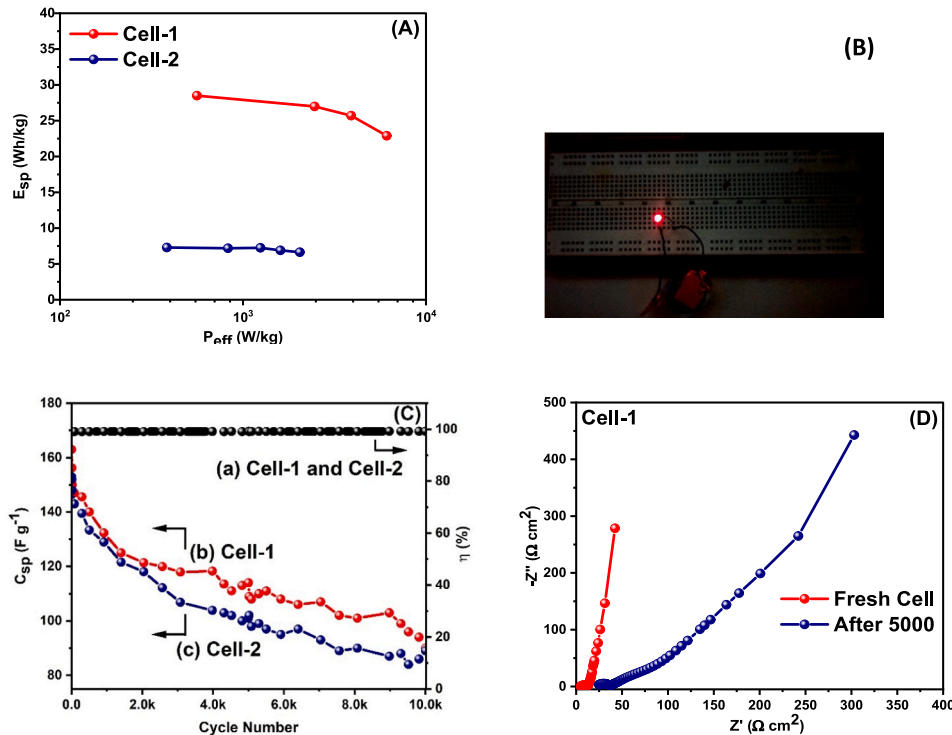 (A)
Cell-1
Cell-2
40
35
30
25
20
15
10
5
0
E_sp (Wh/kg)
10^2
10^3
10^4
P_eff (W/kg)
(B)
(C)
180
160
140
120
100
80
C_sp (F g^-1)
100
80
60
40
20
0
η (%)
(a) Cell-1 and Cell-2
(b) Cell-1
(c) Cell-2
0.0
2.0k
4.0k
6.0k
8.0k
10.0k
Cycle Number
Cell-1
(D)
500
400
300
200
100
0
-Z'' (Ω cm²)
Fresh Cell
After 5000
0
50
100
150
200
250
300
350
400
Z' (Ω cm²)